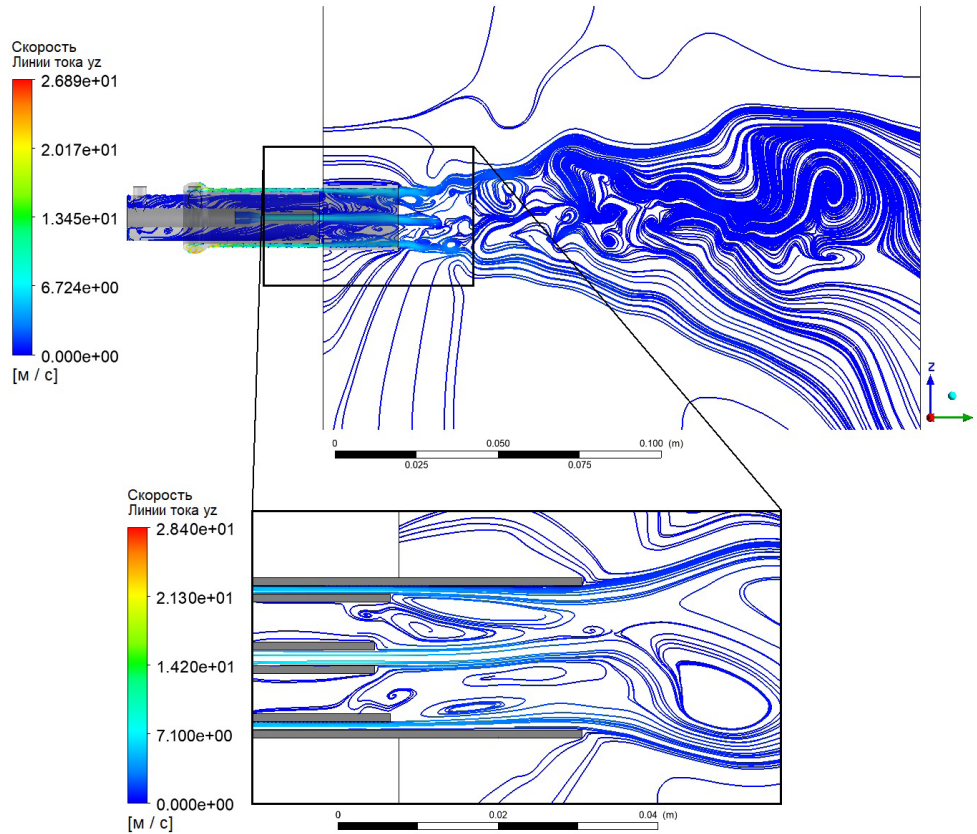 Скорость
Линии тока yz
2.689e+01
2.017e+01
1.345e+01
6.724e+00
0.000e+00
[м / с]
z
0 0.050 0.100 (m)
0.025 0.075
Скорость
Линии тока yz
2.840e+01
2.130e+01
1.420e+01
7.100e+00
0.000e+00
[м / с]
0 0.02 0.04 (m)